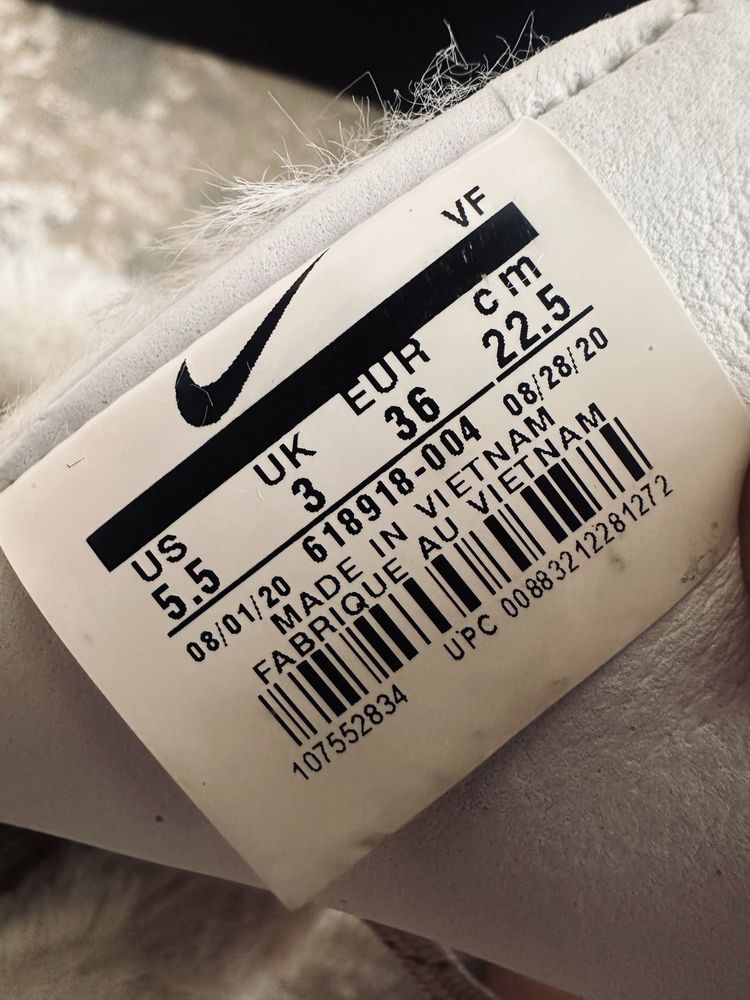 VF
US UK EUR cm
5.5 3 36 22.5
08/01/20 618918-004 08/28/20
MADE IN VIETNAM
FABRIQUE AU VIETNAM
107552834 UPC 00883212281272